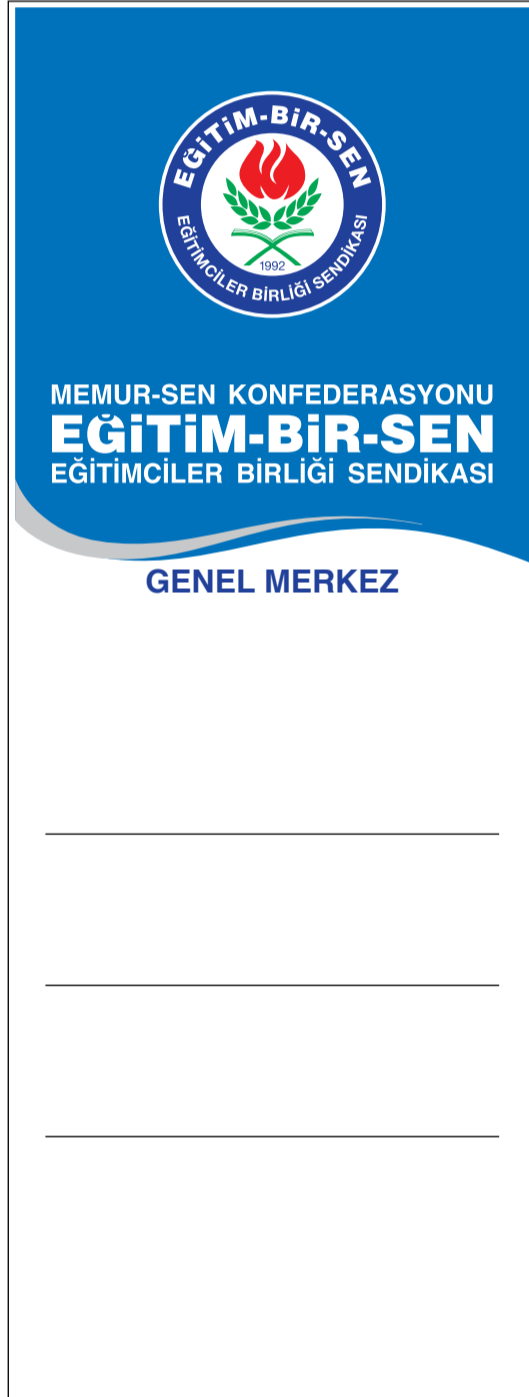 EĞİTİM-BİR-SEN
1992
EĞİTİMCİLER BİRLİĞİ SENDİKASI
MEMUR-SEN KONFEDERASYONU
EĞİTİM-BİR-SEN
EĞİTİMCİLER BİRLİĞİ SENDİKASI
GENEL MERKEZ